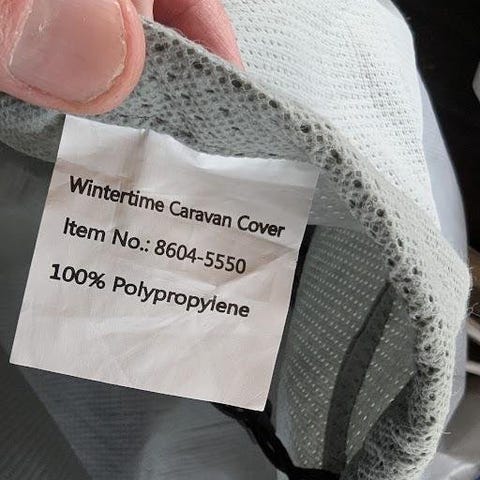 Wintertime Caravan Cover
Item No.: 8604-5550
100% Polypropylene